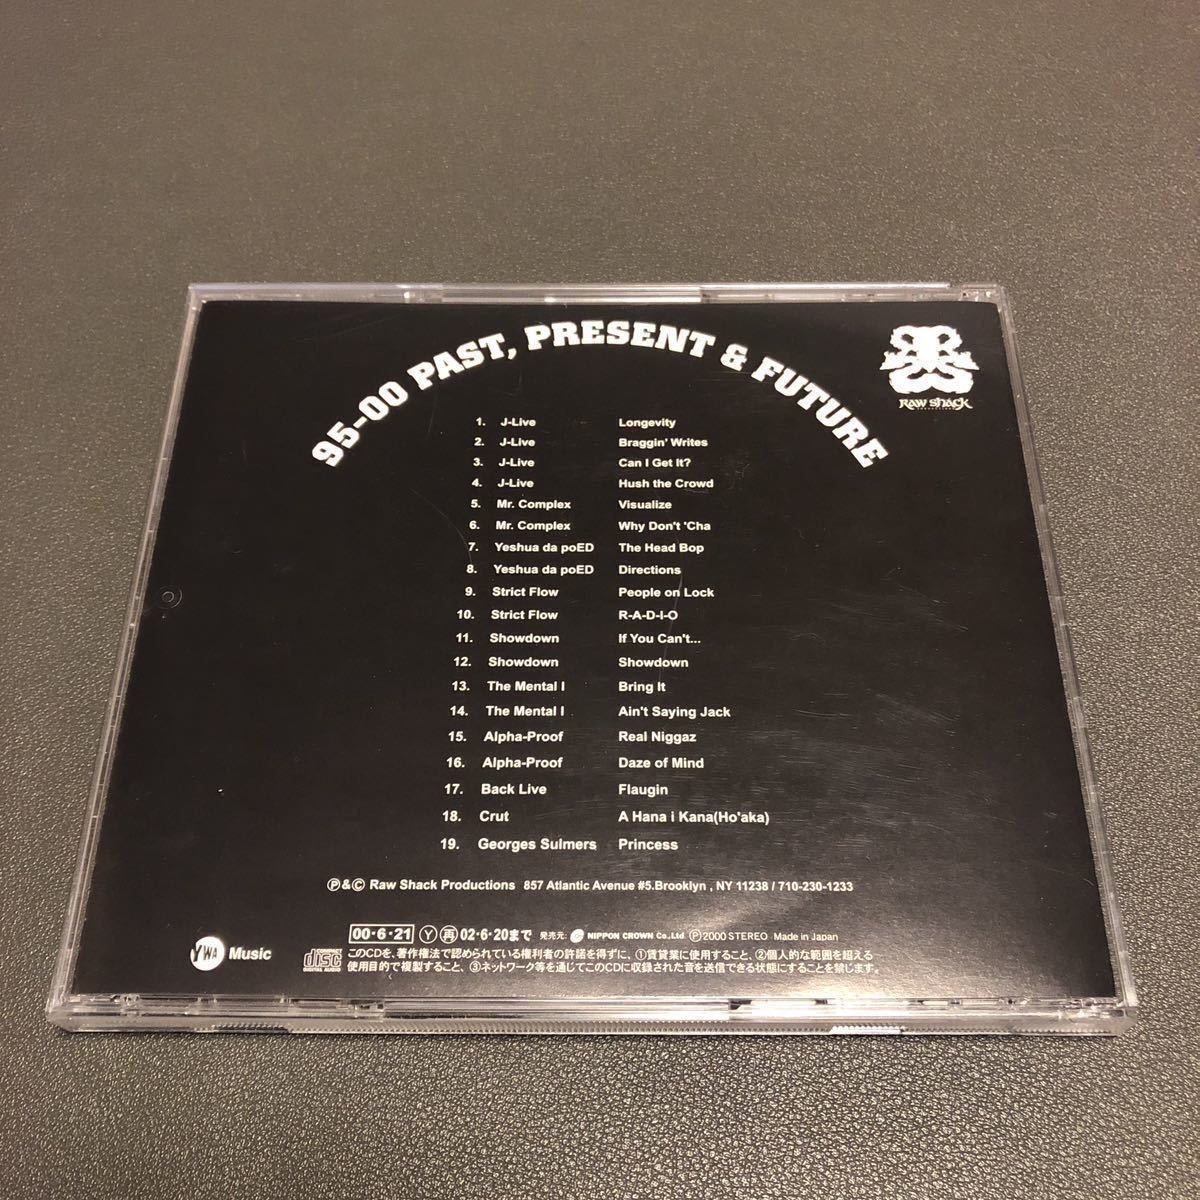 95-00 PAST, PRESENT & FUTURE
RAW SHACK
1. J-Live Longevity
2. J-Live Braggin' Writes
3. J-Live Can I Get It?
4. J-Live Hush the Crowd
5. Mr. Complex Visualize
6. Mr. Complex Why Don't 'Cha
7. Yeshua da poED The Head Bop
8. Yeshua da poED Directions
9. Strict Flow People on Lock
10. Strict Flow R-A-D-I-O
11. Showdown If You Can't...
12. Showdown Showdown
13. The Mental I Bring It
14. The Mental I Ain't Saying Jack
15. Alpha-Proof Real Niggaz
16. Alpha-Proof Daze of Mind
17. Back Live Flaugin
18. Crut A Hana i Kana(Ho'aka)
19. Georges Sulmers Princess
Ⓟ&Ⓒ Raw Shack Productions 857 Atlantic Avenue #5.Brooklyn , NY 11238 / 710-230-1233
00・6・21 Ⓨ 再 02・6・20まで 発売元: NIPPON CROWN Co.,Ltd. Ⓟ2000 STEREO Made in Japan
YWA Music
COMPACT disc DIGITAL AUDIO
このCDを、著作権法で認められている権利者の許諾を得ずに、①賃貸業に使用すること、②個人的な範囲を超える
使用目的で複製すること、③ネットワーク等を通じてこのCDに収録された音を送信できる状態にすることを禁じます。